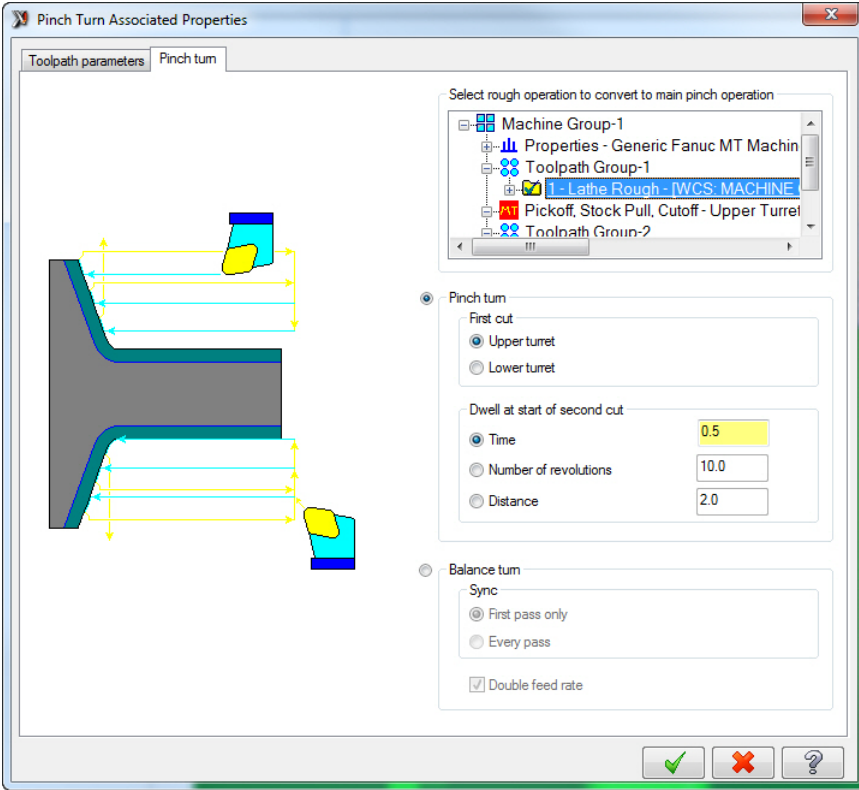 Pinch Turn Associated Properties
Toolpath parameters
Pinch turn
Select rough operation to convert to main pinch operation
Machine Group-1
Properties - Generic Fanuc MT Machin
Toolpath Group-1
1 - Lathe Rough - [WCS: MACHINE
MT Pickoff, Stock Pull, Cutoff - Upper Turret
Toolpath Group-2
Pinch turn
First cut
Upper turret
Lower turret
Dwell at start of second cut
Time 0.5
Number of revolutions 10.0
Distance 2.0
Balance turn
Sync
First pass only
Every pass
Double feed rate